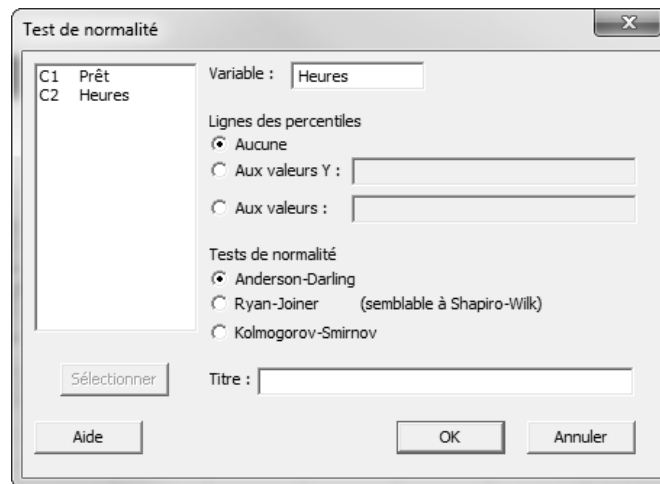 Test de normalité
C1 Prêt
C2 Heures
Variable : Heures
Lignes des percentiles
Aucune
Aux valeurs Y :
Aux valeurs :
Tests de normalité
Anderson-Darling
Ryan-Joiner (semblable à Shapiro-Wilk)
Kolmogorov-Smirnov
Sélectionner
Titre :
Aide
OK
Annuler